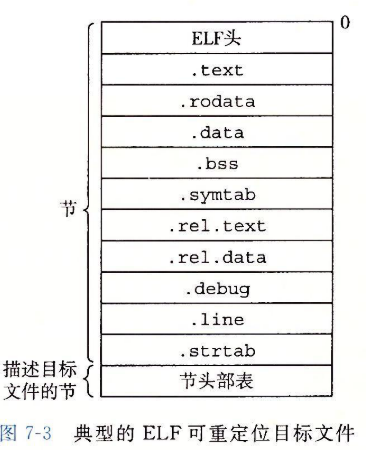 0
ELF头
.text
.rodata
.data
.bss
.symtab
节
.rel.text
.rel.data
.debug
.line
.strtab
描述目标
文件的节
节头部表
图 7-3 典型的 ELF 可重定位目标文件